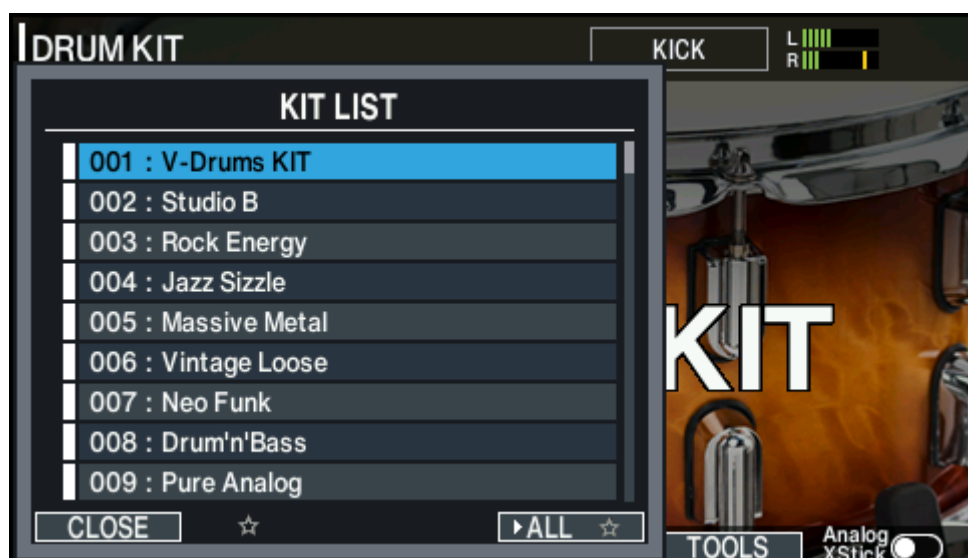 DRUM KIT
KICK
L
R
KIT LIST
001 : V-Drums KIT
002 : Studio B
003 : Rock Energy
004 : Jazz Sizzle
005 : Massive Metal
006 : Vintage Loose
007 : Neo Funk
008 : Drum'n'Bass
009 : Pure Analog
KIT
CLOSE
☆
▶ALL ☆
TOOLS
Analog
XStick